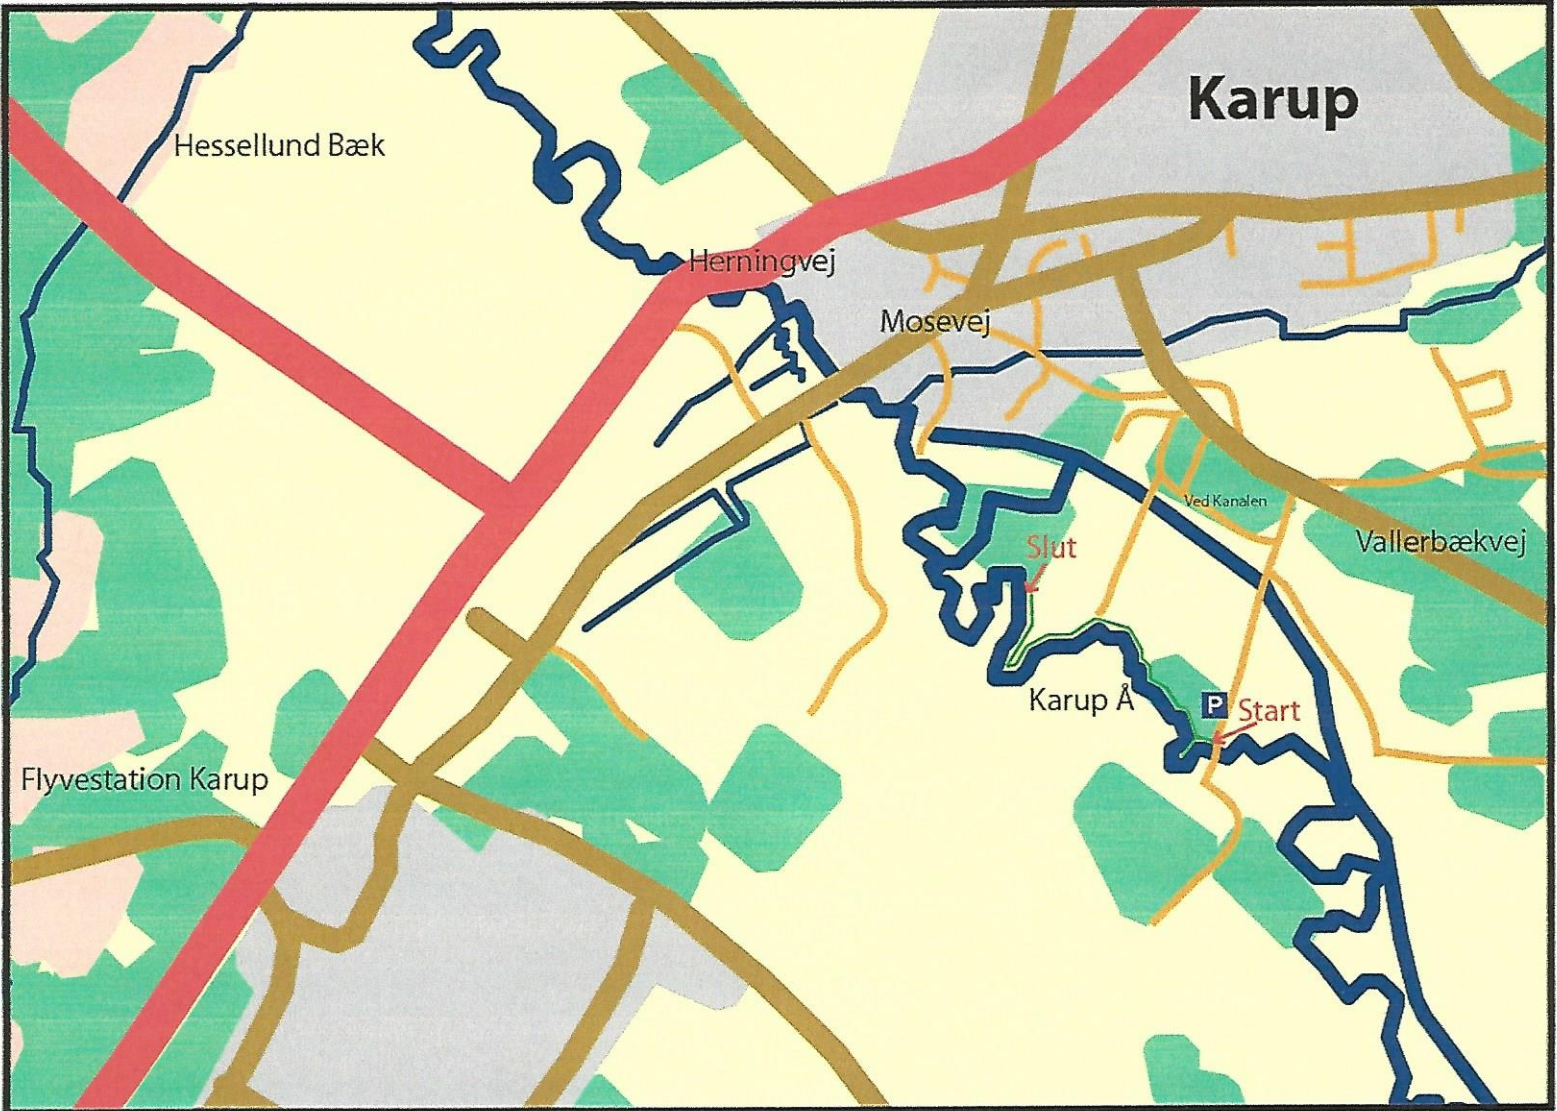 Karup
Hessellund Bæk
Herningvej
Mosevej
Ved Kanalen
Vallerbækvej
Slut
Karup Å
P
Start
Flyvestation Karup